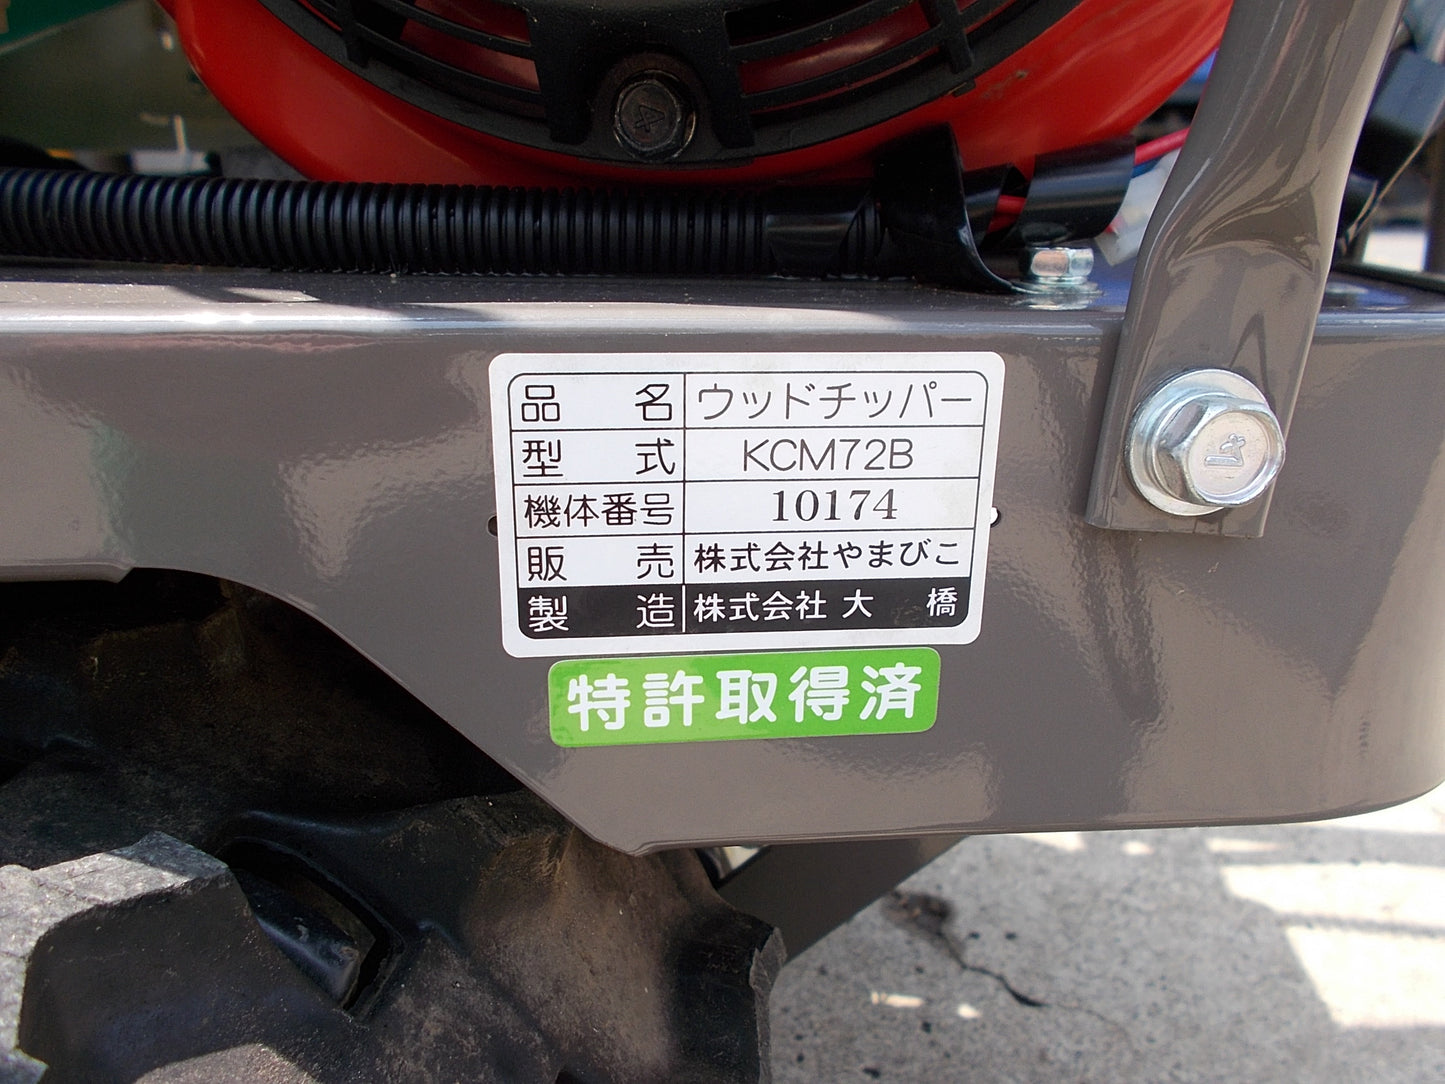 品名 ウッドチッパー
型式 KCM72B
機体番号 10174
販売 株式会社やまびこ
製造 株式会社 大橋
特許取得済